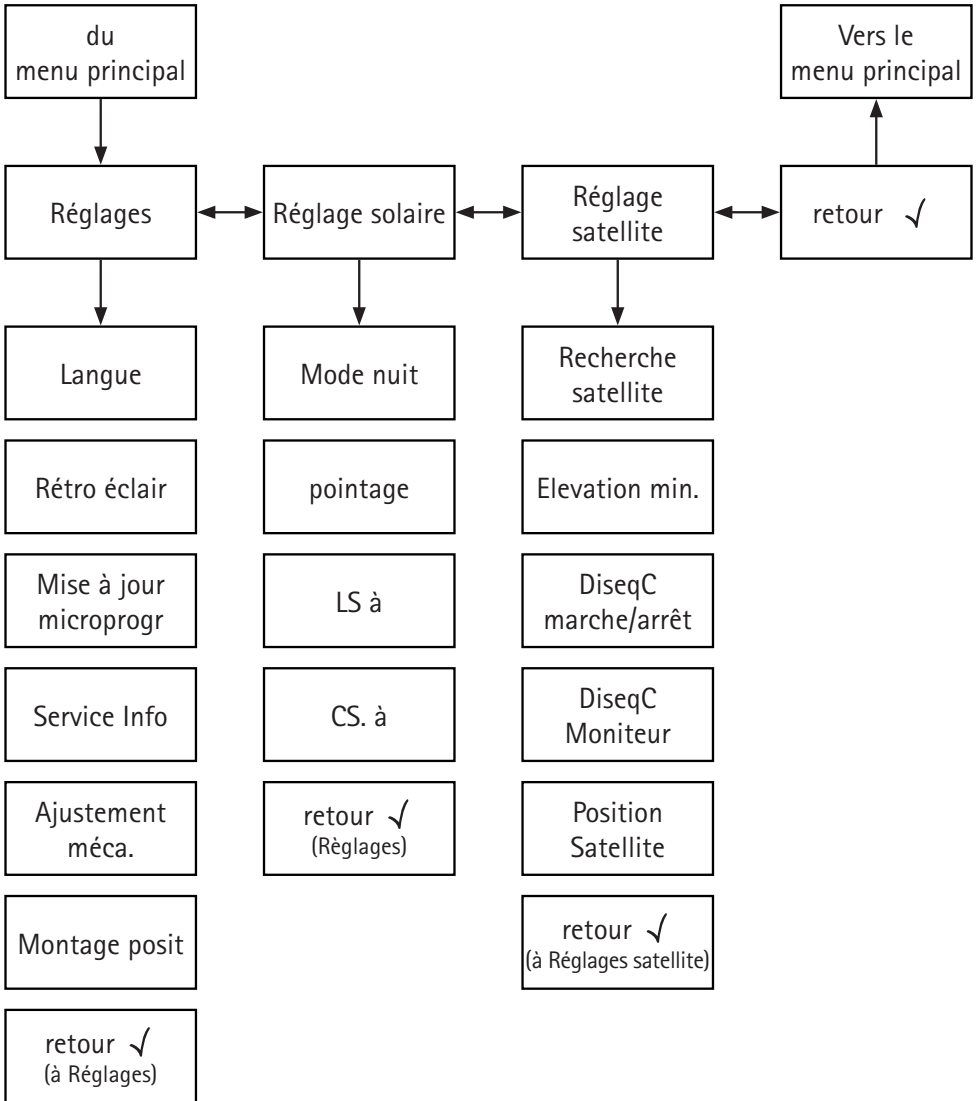 du
menu principal
Vers le
menu principal
Réglages
Réglage solaire
Réglage
satellite
retour √
Langue
Mode nuit
Recherche
satellite
Rétro éclair
pointage
Elevation min.
Mise à jour
microprogr
LS à
DiseqC
marche/arrêt
Service Info
CS. à
DiseqC
Moniteur
Ajustement
méca.
retour √
(Règlages)
Position
Satellite
Montage posit
retour √
(à Réglages satellite)
retour √
(à Réglages)